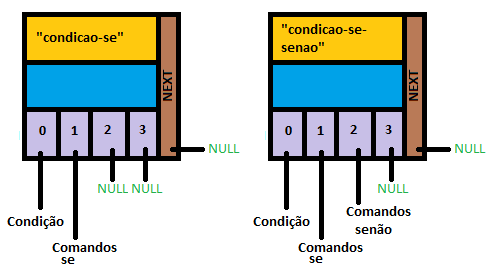 "condicao-se"
NEXT
0 1 2 3
NULL
NULL NULL
Condição
Comandos
se
"condicao-se-
senao"
NEXT
0 1 2 3
NULL
NULL
Condição
Comandos
senão
Comandos
se